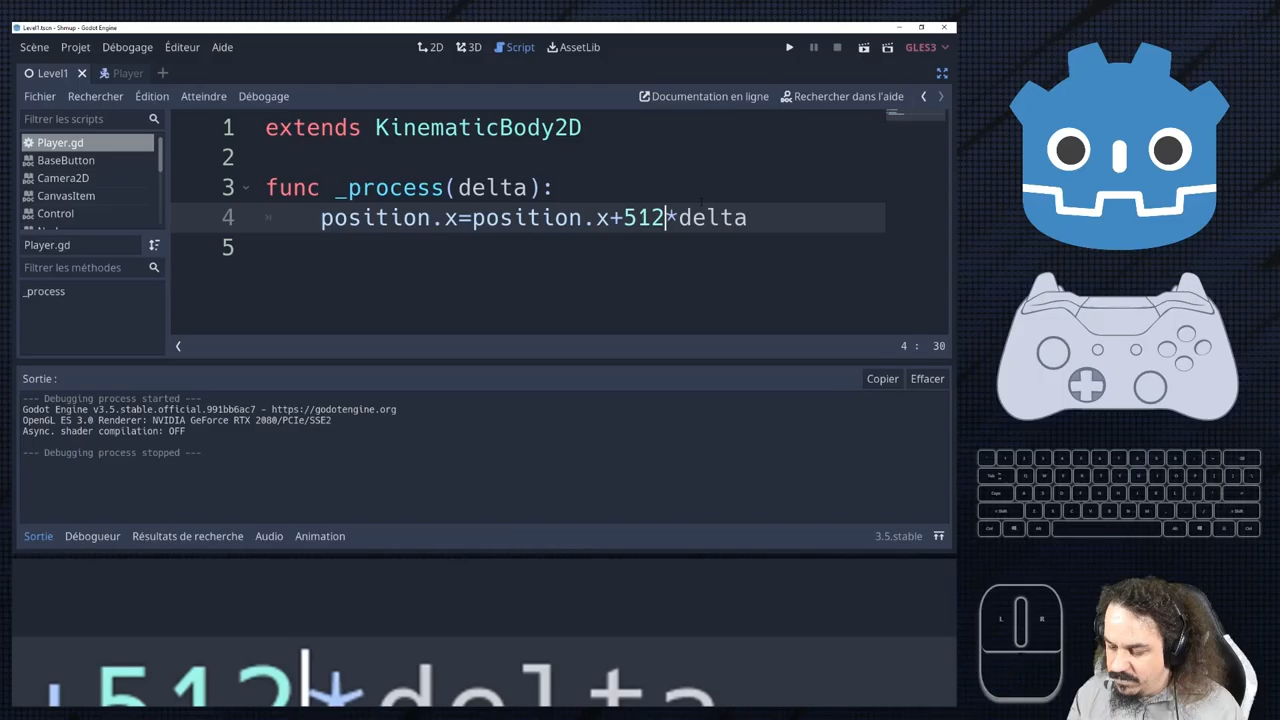 Level1.tscn - Shmup - Godot Engine
Scène Projet Débogage Éditeur Aide 2D 3D Script AssetLib GLES3
Level1 Player
Fichier Rechercher Édition Atteindre Débogage Documentation en ligne Rechercher dans l'aide
Filtrer les scripts
Player.gd
BaseButton
Camera2D
CanvasItem
Control
Player.gd
Filtrer les méthodes
_process
1 extends KinematicBody2D
2
3 func _process(delta):
4 position.x=position.x+512*delta
5
4 : 30
Sortie : Copier Effacer
--- Debugging process started ---
Godot Engine v3.5.stable.official.991bb6ac7 - https://godotengine.org
OpenGL ES 3.0 Renderer: NVIDIA GeForce RTX 2080/PCIe/SSE2
Async. shader compilation: OFF
--- Debugging process stopped ---
Sortie Débogueur Résultats de recherche Audio Animation 3.5.stable
+512*delta
L R